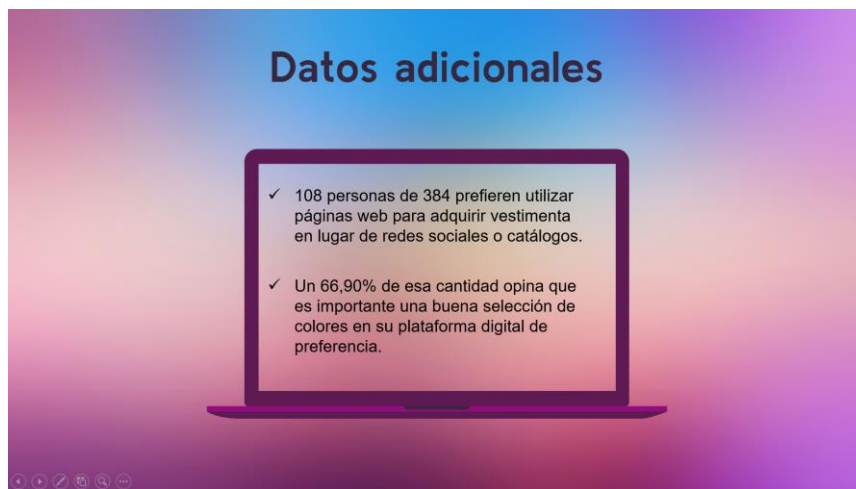 Datos adicionales
✓ 108 personas de 384 prefieren utilizar
páginas web para adquirir vestimenta
en lugar de redes sociales o catálogos.
✓ Un 66,90% de esa cantidad opina que
es importante una buena selección de
colores en su plataforma digital de
preferencia.